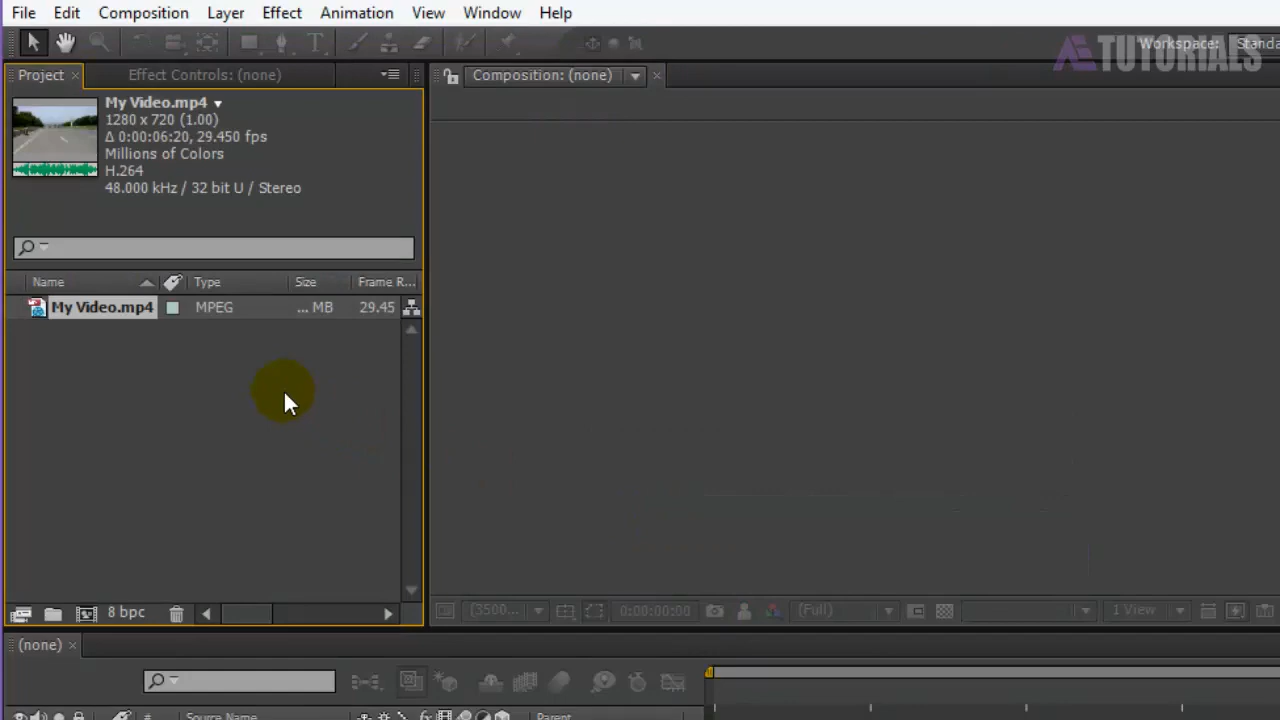 File Edit Composition Layer Effect Animation View Window Help
AE TUTORIALS
Workspace: Standa
Project Effect Controls: (none) Composition: (none)
My Video.mp4
1280 x 720 (1.00)
Δ 0:00:06:20, 29.450 fps
Millions of Colors
H.264
48.000 kHz / 32 bit U / Stereo
Name Type Size Frame R...
My Video.mp4 MPEG ... MB 29.45
8 bpc (3500... 0:00:00:00 (Full) 1 View
(none)
# Source Name Parent